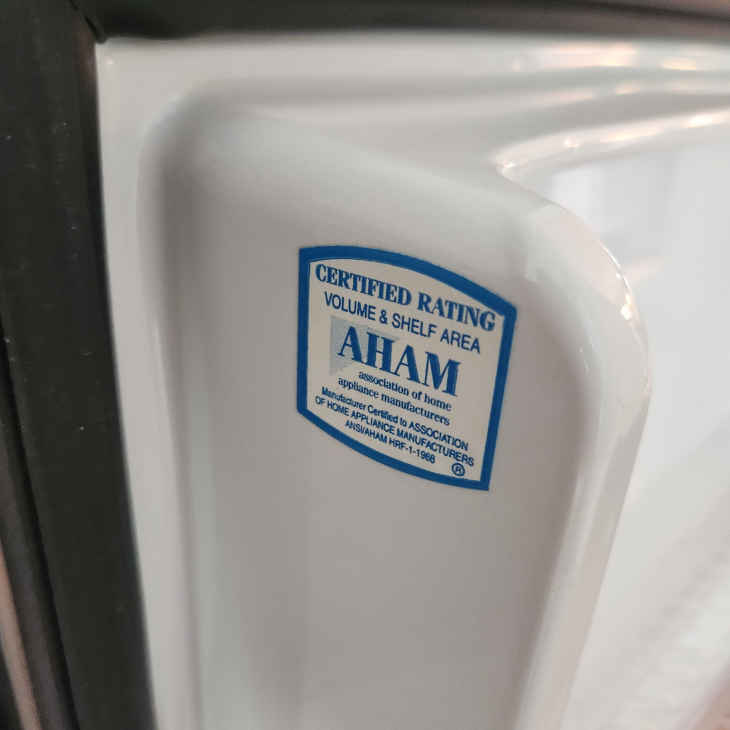 CERTIFIED RATING
VOLUME & SHELF AREA
AHAM
association of home
appliance manufacturers
Manufacturer Certified to ASSOCIATION
OF HOME APPLIANCE MANUFACTURERS
ANSI/AHAM HRF-1-1988
®